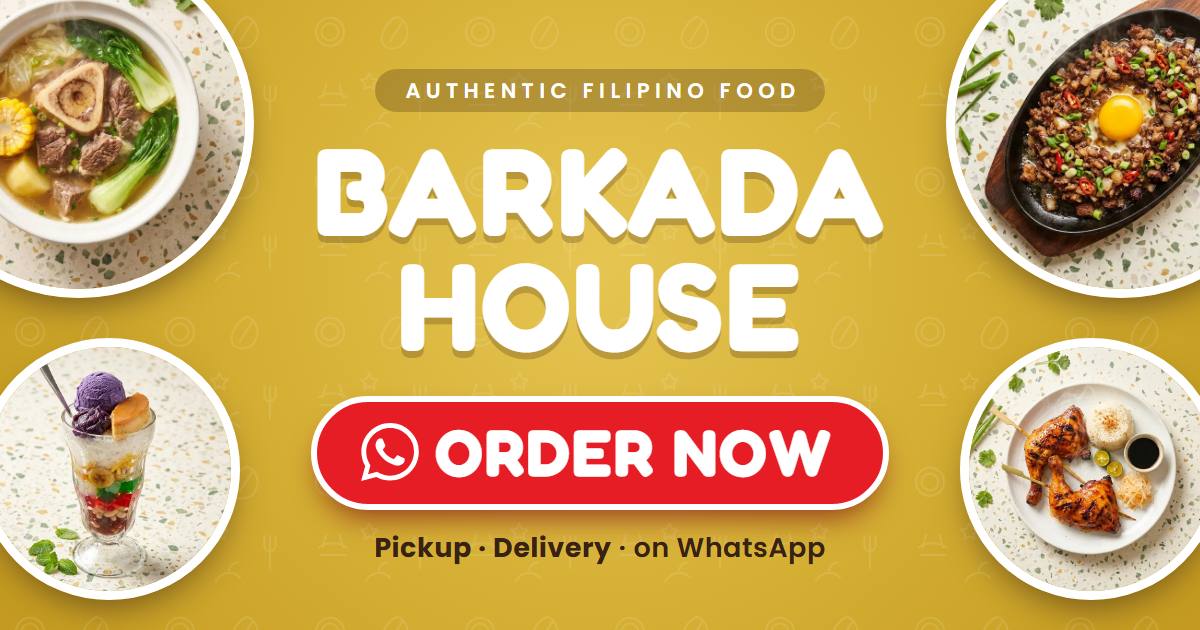 AUTHENTIC FILIPINO FOOD
BARKADA
HOUSE
ORDER NOW
Pickup · Delivery · on WhatsApp